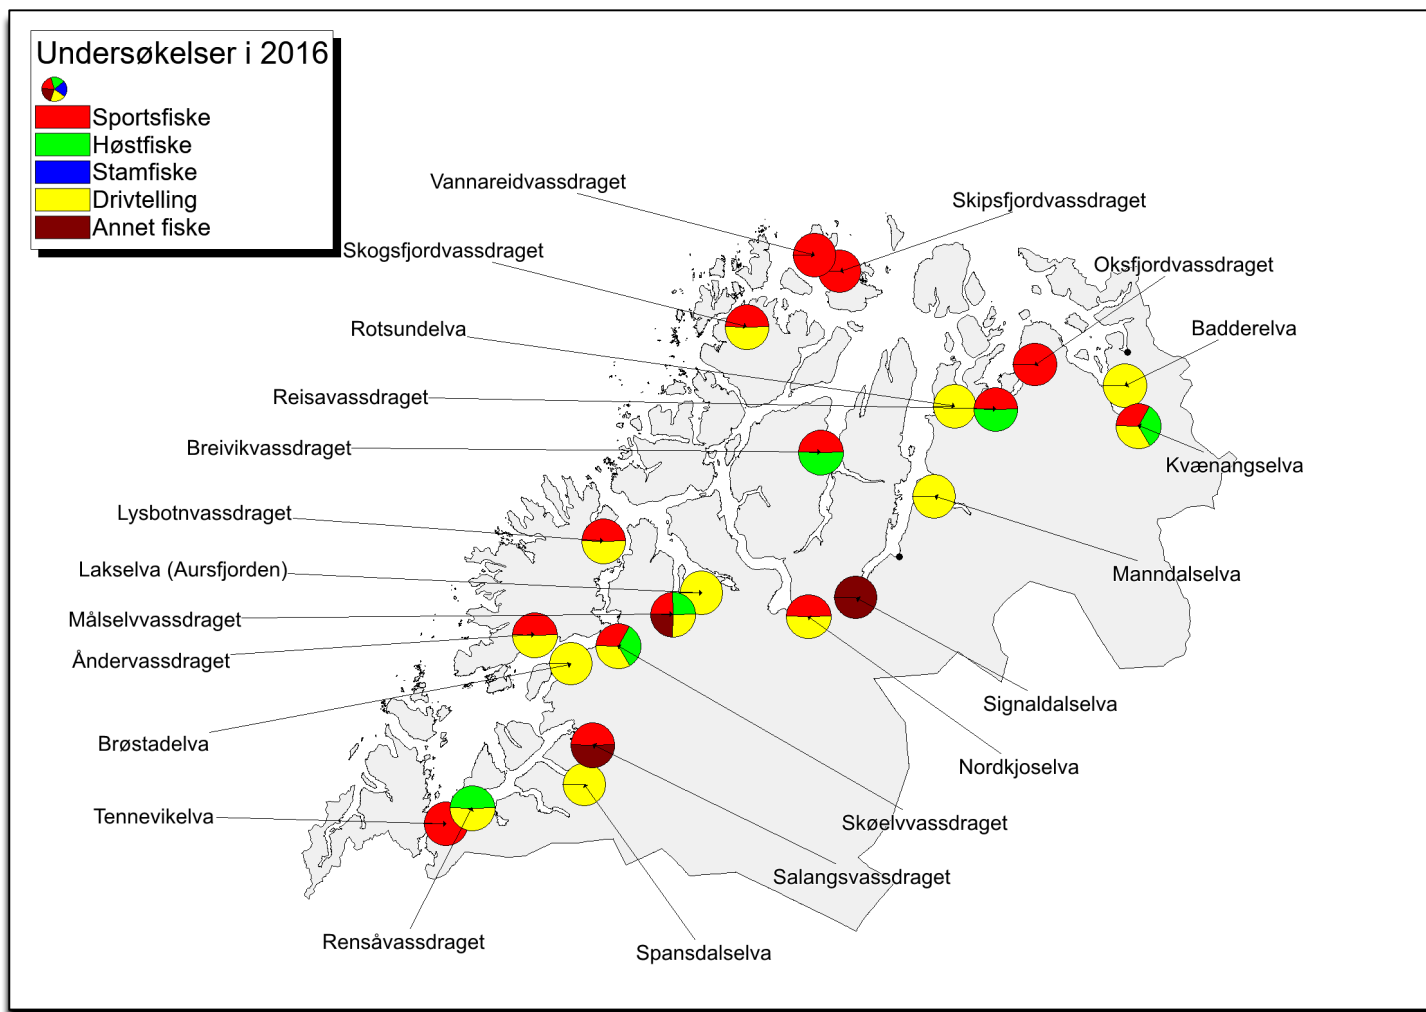 Undersøkelser i 2016
Sportsfiske
Høstfiske
Stamfiske
Drivtelling
Annet fiske
Vannareidvassdraget
Skipsfjordvassdraget
Skogsfjordvassdraget
Oksfjordvassdraget
Rotsundelva
Badderelva
Reisavassdraget
Breivikvassdraget
Kvænangselva
Lysbotnvassdraget
Lakselva (Aursfjorden)
Manndalselva
Målselvvassdraget
Åndervassdraget
Signaldalselva
Brøstadelva
Nordkjoselva
Tennevikelva
Skøelvvassdraget
Salangsvassdraget
Rensåvassdraget
Spansdalselva